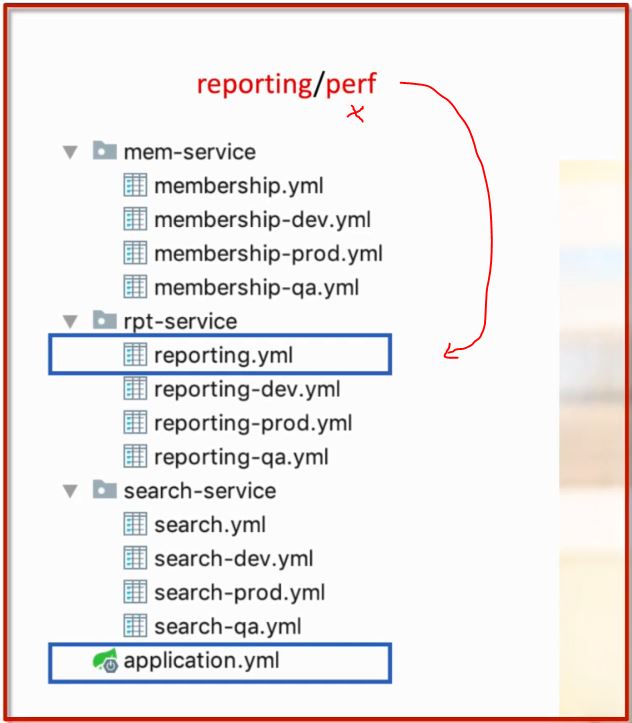 reporting/perf
x
mem-service
membership.yml
membership-dev.yml
membership-prod.yml
membership-qa.yml
rpt-service
reporting.yml
reporting-dev.yml
reporting-prod.yml
reporting-qa.yml
search-service
search.yml
search-dev.yml
search-prod.yml
search-qa.yml
application.yml